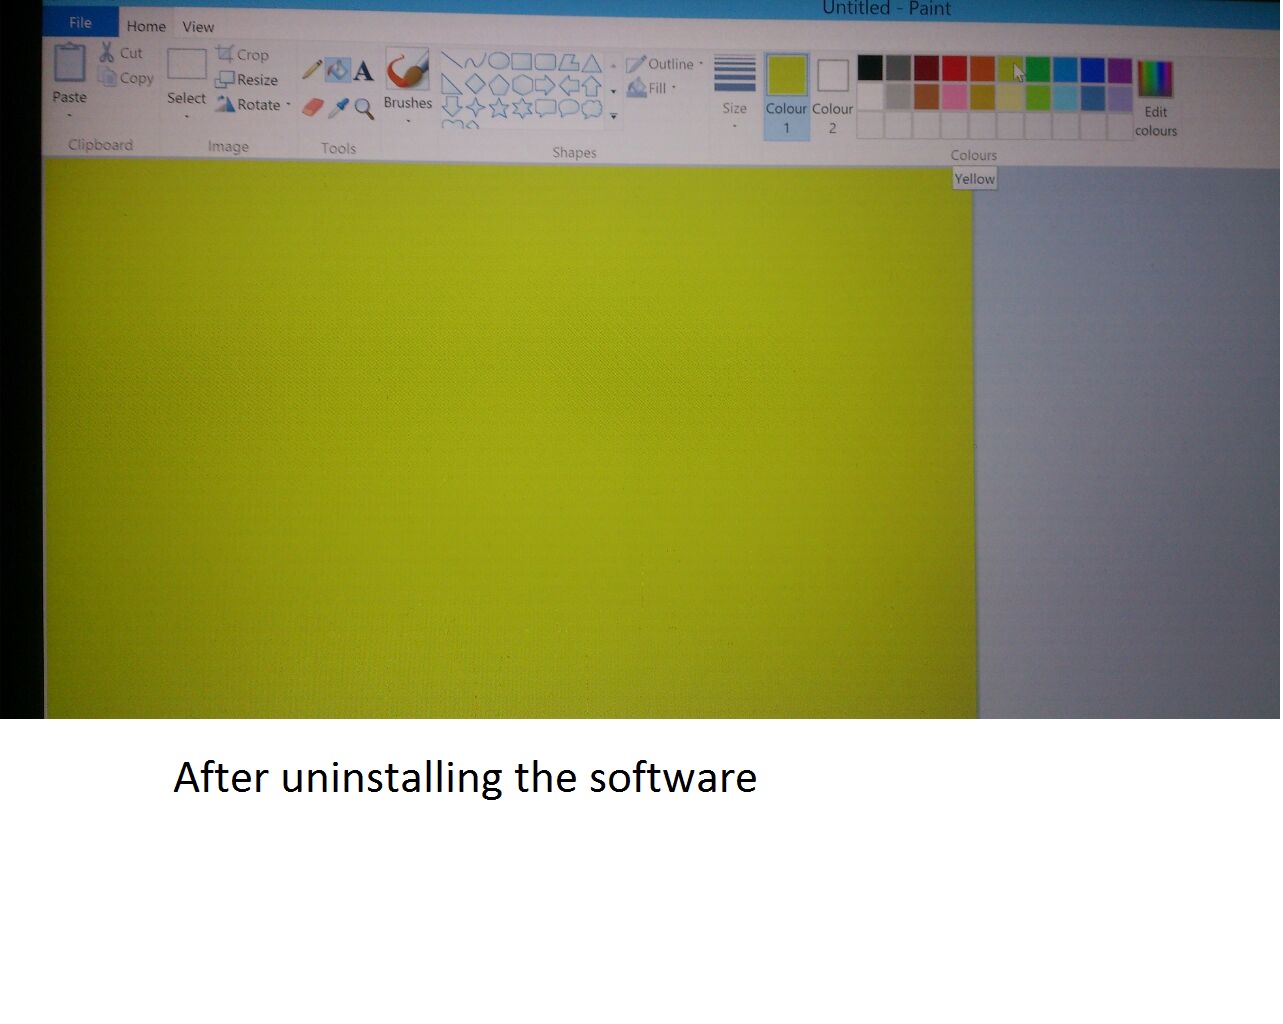 Untitled - Paint
File
Home
View
Cut
Copy
Paste
Clipboard
Crop
Resize
Rotate
Select
Image
A
Tools
Brushes
Shapes
Outline
Fill
Size
Colour
1
Colour
2
Edit
colours
Colours
Yellow
After uninstalling the software